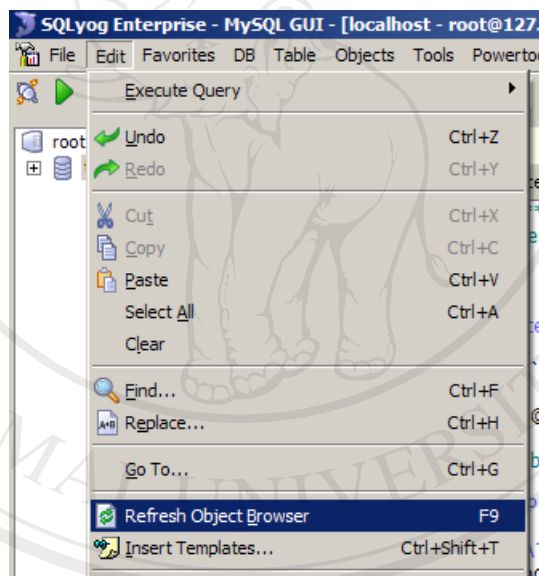 SQLyog Enterprise - MySQL GUI - [localhost - root@127.
File Edit Favorites DB Table Objects Tools Powerto
Execute Query
root
Undo Ctrl+Z
Redo Ctrl+Y
Cut Ctrl+X
Copy Ctrl+C
Paste Ctrl+V
Select All Ctrl+A
Clear
Find... Ctrl+F
Replace... Ctrl+H
Go To... Ctrl+G
Refresh Object Browser F9
Insert Templates... Ctrl+Shift+T